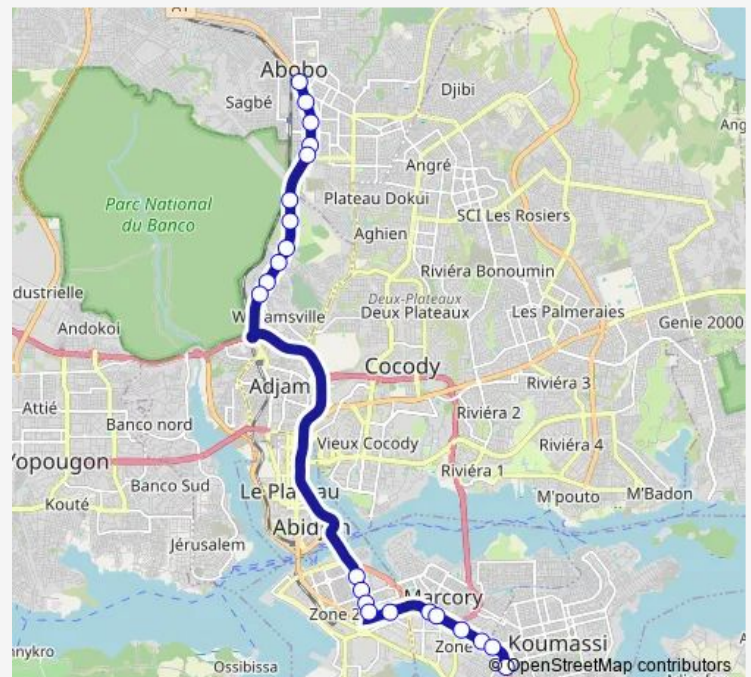 Abobo
Djibi
Sagbé
Angré
Plateau Dokui
Parc National
du Banco
SCI Les Rosiers
Aghien
Riviéra Bonoumin
dustrielle
Deux-Plateaux
Deux Plateaux
Les Palmeraies
Genie 2000
Andokoi
Cocody
Adjam
Riviéra 3
Attié
Riviéra 2
Banco nord
Vieux Cocody
Riviéra 4
Yopougon
Riviéra 1
Banco Sud
M'pouto
M'Badon
Kouté
Jérusalem
Marcory
Zone 2
Koumassi
Zone
nnykro
Ossibissa
© OpenStreetMap contributors